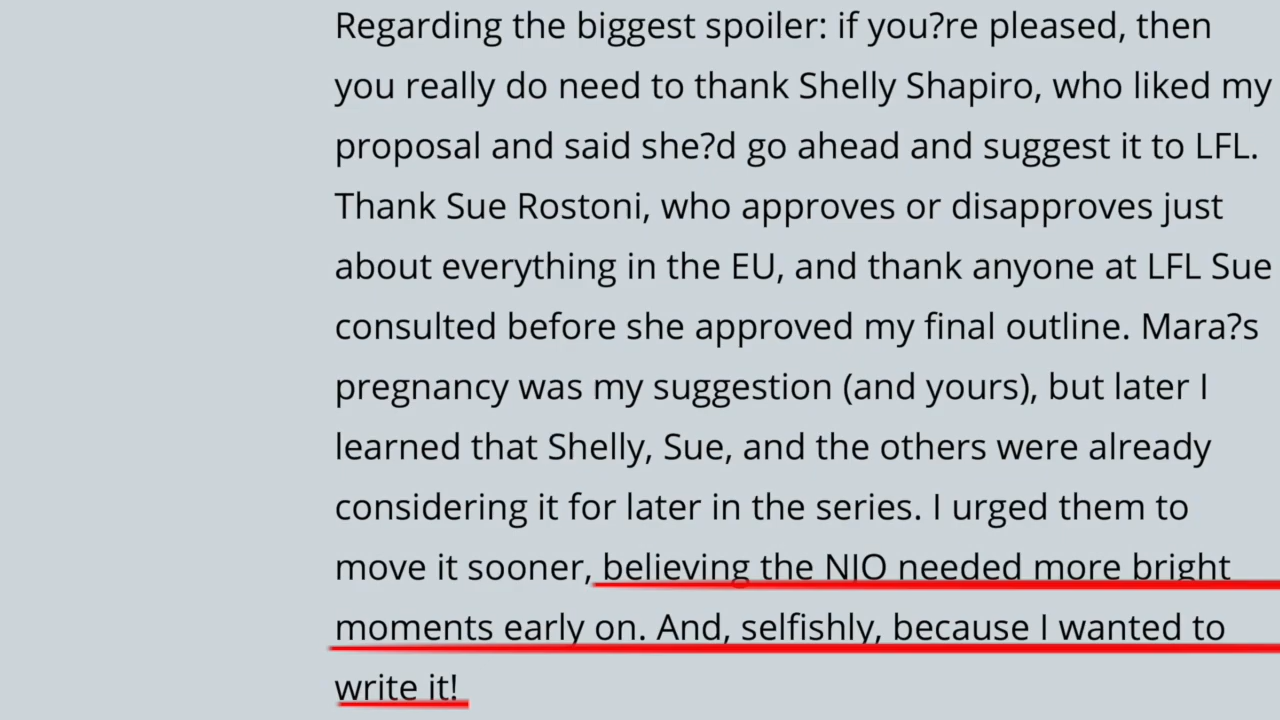 Regarding the biggest spoiler: if you?re pleased, then
you really do need to thank Shelly Shapiro, who liked my
proposal and said she?d go ahead and suggest it to LFL.
Thank Sue Rostoni, who approves or disapproves just
about everything in the EU, and thank anyone at LFL Sue
consulted before she approved my final outline. Mara?s
pregnancy was my suggestion (and yours), but later I
learned that Shelly, Sue, and the others were already
considering it for later in the series. I urged them to
move it sooner, believing the NJO needed more bright
moments early on. And, selfishly, because I wanted to
write it!